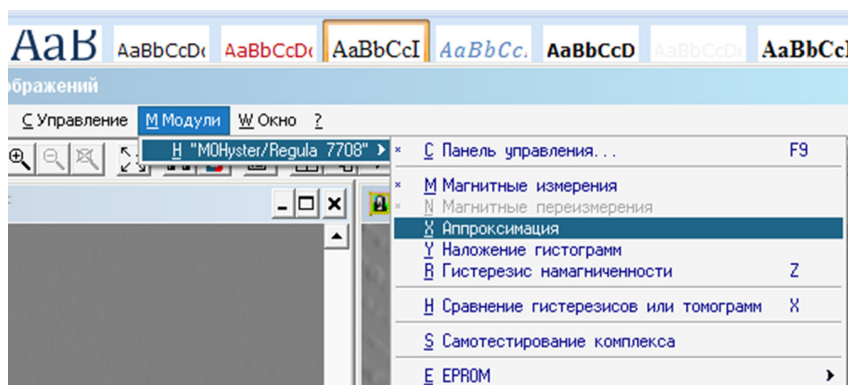 АаВ AaBbCcDc AaBbCcDc AaBbCcI AaBbCc. AaBbCcD AaBbCcDc AaBbCcI
ображений
C Управление M Модули W Окно ?
H "MOHyster/Regula 7708"
C Панель управления... F9
M Магнитные измерения
N Магнитные переизмерения
X Аппроксимация
Y Наложение гистограмм
R Гистерезис намагниченности Z
H Сравнение гистерезисов или томограмм X
S Самотестирование комплекса
E EPROM